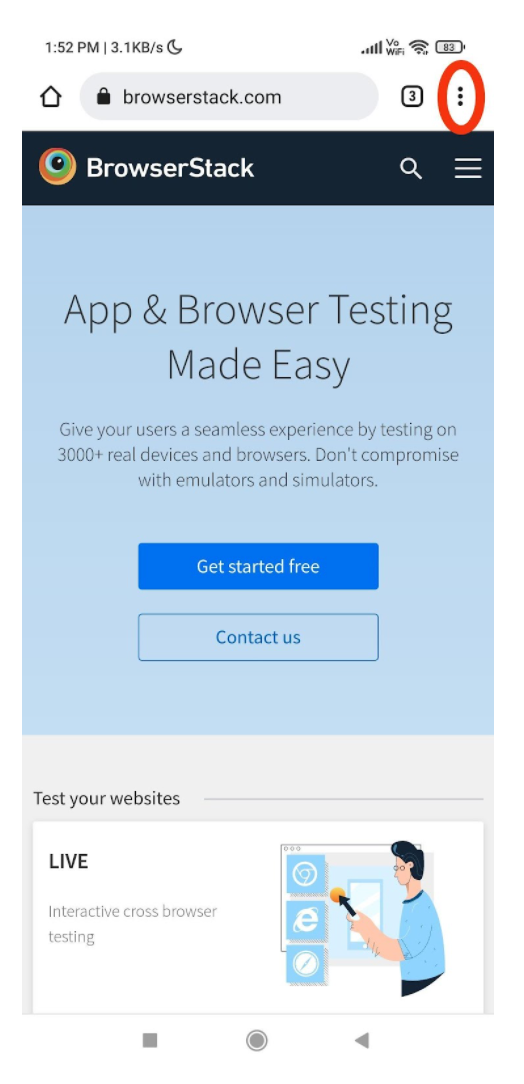 1:52 PM | 3.1KB/s Vo WiFi 83
browserstack.com 3
BrowserStack
App & Browser Testing
Made Easy
Give your users a seamless experience by testing on
3000+ real devices and browsers. Don't compromise
with emulators and simulators.
Get started free
Contact us
Test your websites
LIVE
Interactive cross browser
testing